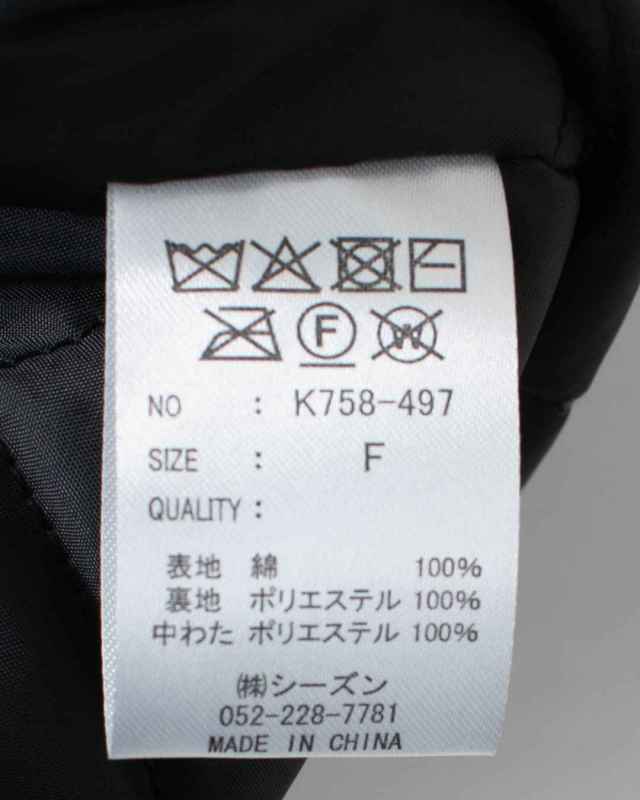 F W
NO : K758-497
SIZE : F
QUALITY :
表地 綿 100%
裏地 ポリエステル 100%
中わた ポリエステル 100%
㈱シーズン
052-228-7781
MADE IN CHINA